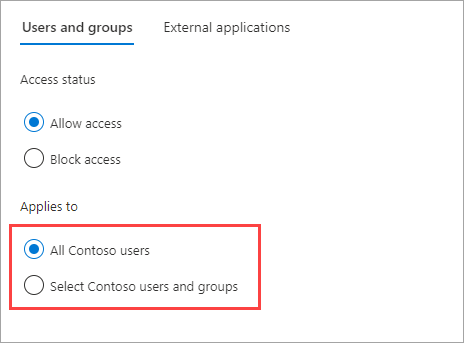 Users and groups External applications
Access status
Allow access
Block access
Applies to
All Contoso users
Select Contoso users and groups